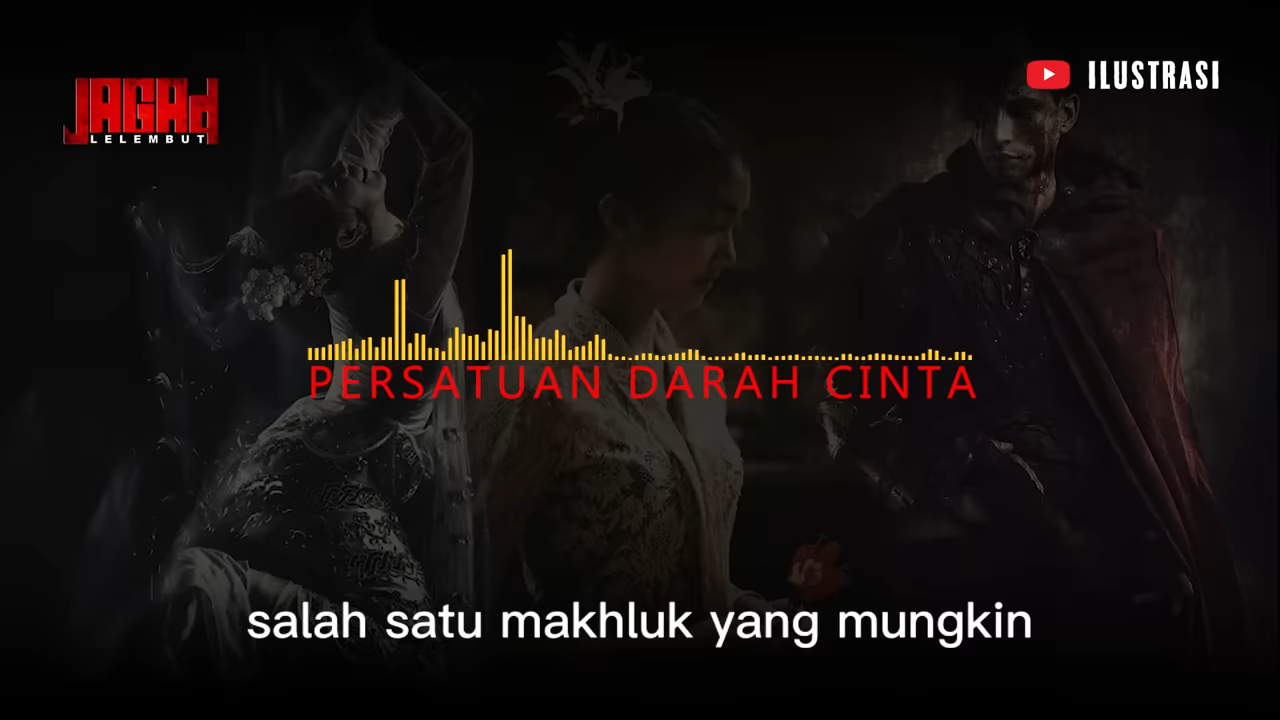 JAGAd
LELEMBUT
ILUSTRASI
PERSATUAN DARAH CINTA
salah satu makhluk yang mungkin